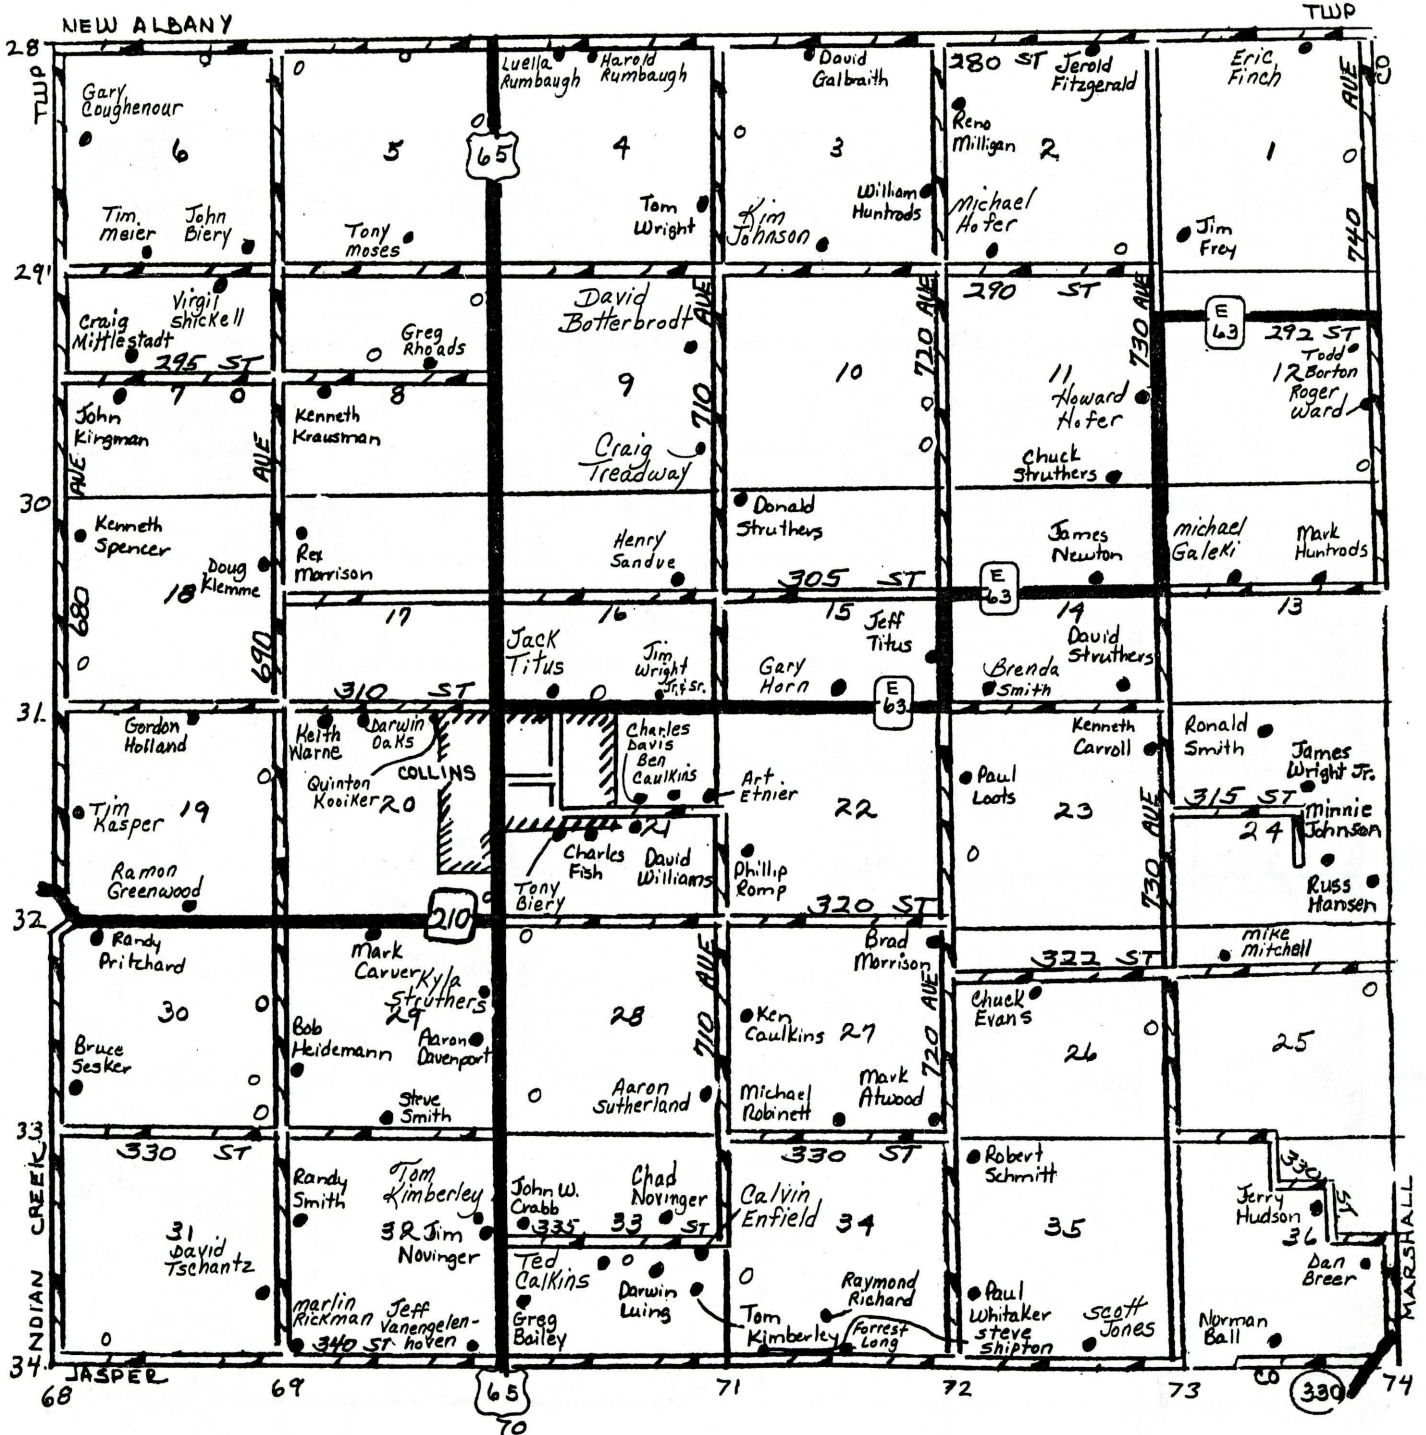 NEW ALBANY
TWP
28
TWP
Gary
Coughenour
6
5
65
Luella
Rumbaugh
Harold
Rumbaugh
4
David
Galbraith
3
280 ST
Jerold
Fitzgerald
Reno
Milligan
2
Eric
Finch
1
AVE
CO
740
Tim
Meier
John
Biery
Tony
Moses
Tom
Wright
Kim
Johnson
William
Huntrods
Michael
Hofer
Jim
Frey
29
Virgil
Shickell
Craig
Mittlestadt
295 ST
Greg
Rhoads
David
Botterbrodt
AVE
710
720 AVE
290 ST
730 AVE
E
63
292 ST
Todd
Borton
12
Roger
Ward
7
8
9
10
11
Howard
Hofer
John
Kingman
Kenneth
Krausman
Craig
Treadway
Chuck
Struthers
AVE
AVE
30
Kenneth
Spencer
Doug
Klemme
18
Rex
Morrison
Henry
Sandve
Donald
Struthers
James
Newton
Michael
Galeki
Mark
Huntrods
680
690
305 ST
E
63
17
16
15
14
13
Jack
Titus
Jim
Wright
Jr. & Sr.
Gary
Horn
Jeff
Titus
Brenda
Smith
David
Struthers
310 ST
E
63
31
Gordon
Holland
Keith
Warne
Darwin
Oaks
Quinton
Kooiker
COLLINS
20
Charles
Davis
Ben
Caulkins
Art
Etnier
Kenneth
Carroll
Ronald
Smith
James
Wright Jr.
Paul
Loots
315 ST
Minnie
Johnson
24
Tim
Kasper
19
21
22
23
730 AVE
Ramon
Greenwood
Tony
Biery
Charles
Fish
David
Williams
Phillip
Romp
Russ
Hansen
32
210
320 ST
Randy
Pritchard
Mark
Carver
Kyla
Struthers
Brad
Morrison
322 ST
Mike
Mitchell
30
29
28
710 AVE
Ken
Caulkins
27
720 AVE
Chuck
Evans
26
25
Bruce
Sesker
Bob
Heidemann
Aaron
Davenport
Steve
Smith
Aaron
Sutherland
Michael
Robinett
Mark
Atwood
33
330 ST
330 ST
330
ST
Randy
Smith
Tom
Kimberley
John W.
Crabb
Chad
Novinger
Calvin
Enfield
Robert
Schmitt
Jerry
Hudson
INDIAN CREEK
31
David
Tschantz
32
Jim
Novinger
335 ST
33
34
35
36
Dan
Breer
MARSHALL
Ted
Calkins
Darwin
Luing
Marlin
Rickman
Jeff
Vanengelen-
hoven
Greg
Bailey
Tom
Kimberley
Raymond
Richard
Forrest
Long
Paul
Whitaker
Steve
Shipton
Scott
Jones
Norman
Ball
340 ST
34
JASPER
CO
330
68
69
65
70
71
72
73
74